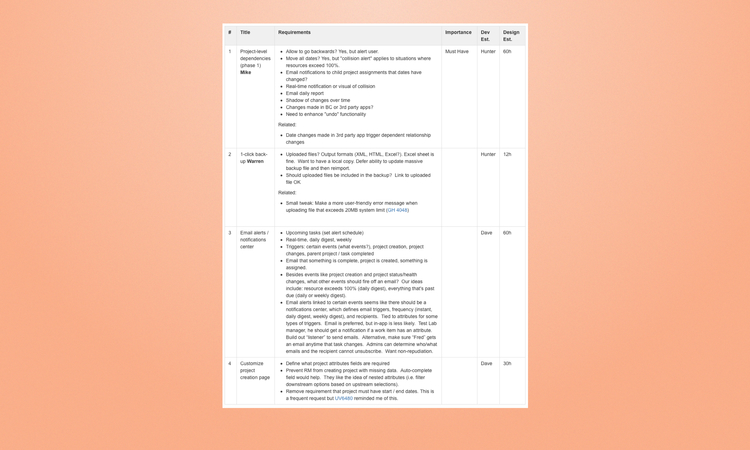 # Title Requirements Importance Dev Est. Design Est.
1 Project-level dependencies (phase 1) Mike Must Have Hunter 60h
Allow to go backwards? Yes, but alert user.
Move all dates? Yes, but "collision alert" applies to situations where
resources exceed 100%.
Email notifications to child project assignments that dates have
changed?
Real-time notification or visual of collision
Email daily report
Shadow of changes over time
Changes made in BC or 3rd party apps?
Need to enhance "undo" functionality
Related:
Date changes made in 3rd party app trigger dependent relationship
changes
2 1-click back-up Warren Hunter 12h
Uploaded files? Output formats (XML, HTML, Excel?). Excel sheet is
fine. Want to have a local copy. Defer ability to update massive
backup file and then reimport.
Should uploaded files be included in the backup? Link to uploaded
file OK
Related:
Small tweak: Make a more user-friendly error message when
uploading file that exceeds 20MB system limit (GH 4048)
3 Email alerts / notifications center Dave 60h
Upcoming tasks (set alert schedule)
Real-time, daily digest, weekly
Triggers: certain events (what events?), project creation, project
changes, parent project / task completed
Email that something is complete, project is created, something is
assigned.
Besides events like project creation and project status/health
changes, what other events should fire off an email? Our ideas
include: resource exceeds 100% (daily digest), everything that's past
due (daily or weekly digest).
Email alerts linked to certain events seems like there should be a
notifications center, which defines email triggers, frequency (instant,
daily digest, weekly digest), and recipients. Tied to attributes for some
types of triggers. Email is preferred, but in-app is less likely. Test Lab
manager, he should get a notification if a work item has an attribute.
Build out "listener" to send emails. Alternative, make sure "Fred" gets
an email anytime that task changes. Admins can determine who/what
emails and the recipient cannot unsubscribe. Want non-repudiation.
4 Customize project creation page Dave 30h
Define what project attributes fields are required
Prevent RM from creating project with missing data. Auto-complete
field would help. They like the idea of nested attributes (i.e. filter
downstream options based on upstream selections).
Remove requirement that project must have start / end dates. This is
a frequent request but UV6480 reminded me of this.